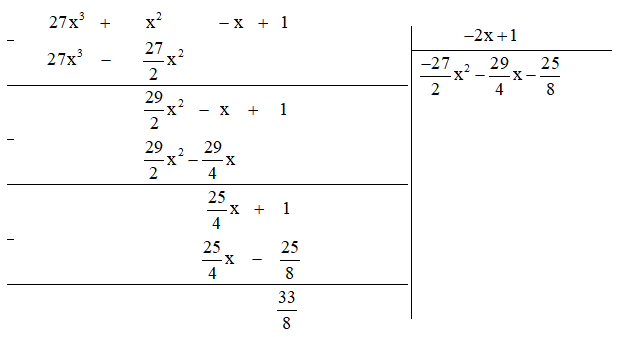 27x³ + x² - x + 1
-2x + 1
- 27x³ - 27/2 x²
-27/2 x² - 29/4 x - 25/8
29/2 x² - x + 1
- 29/2 x² - 29/4 x
25/4 x + 1
- 25/4 x - 25/8
33/8